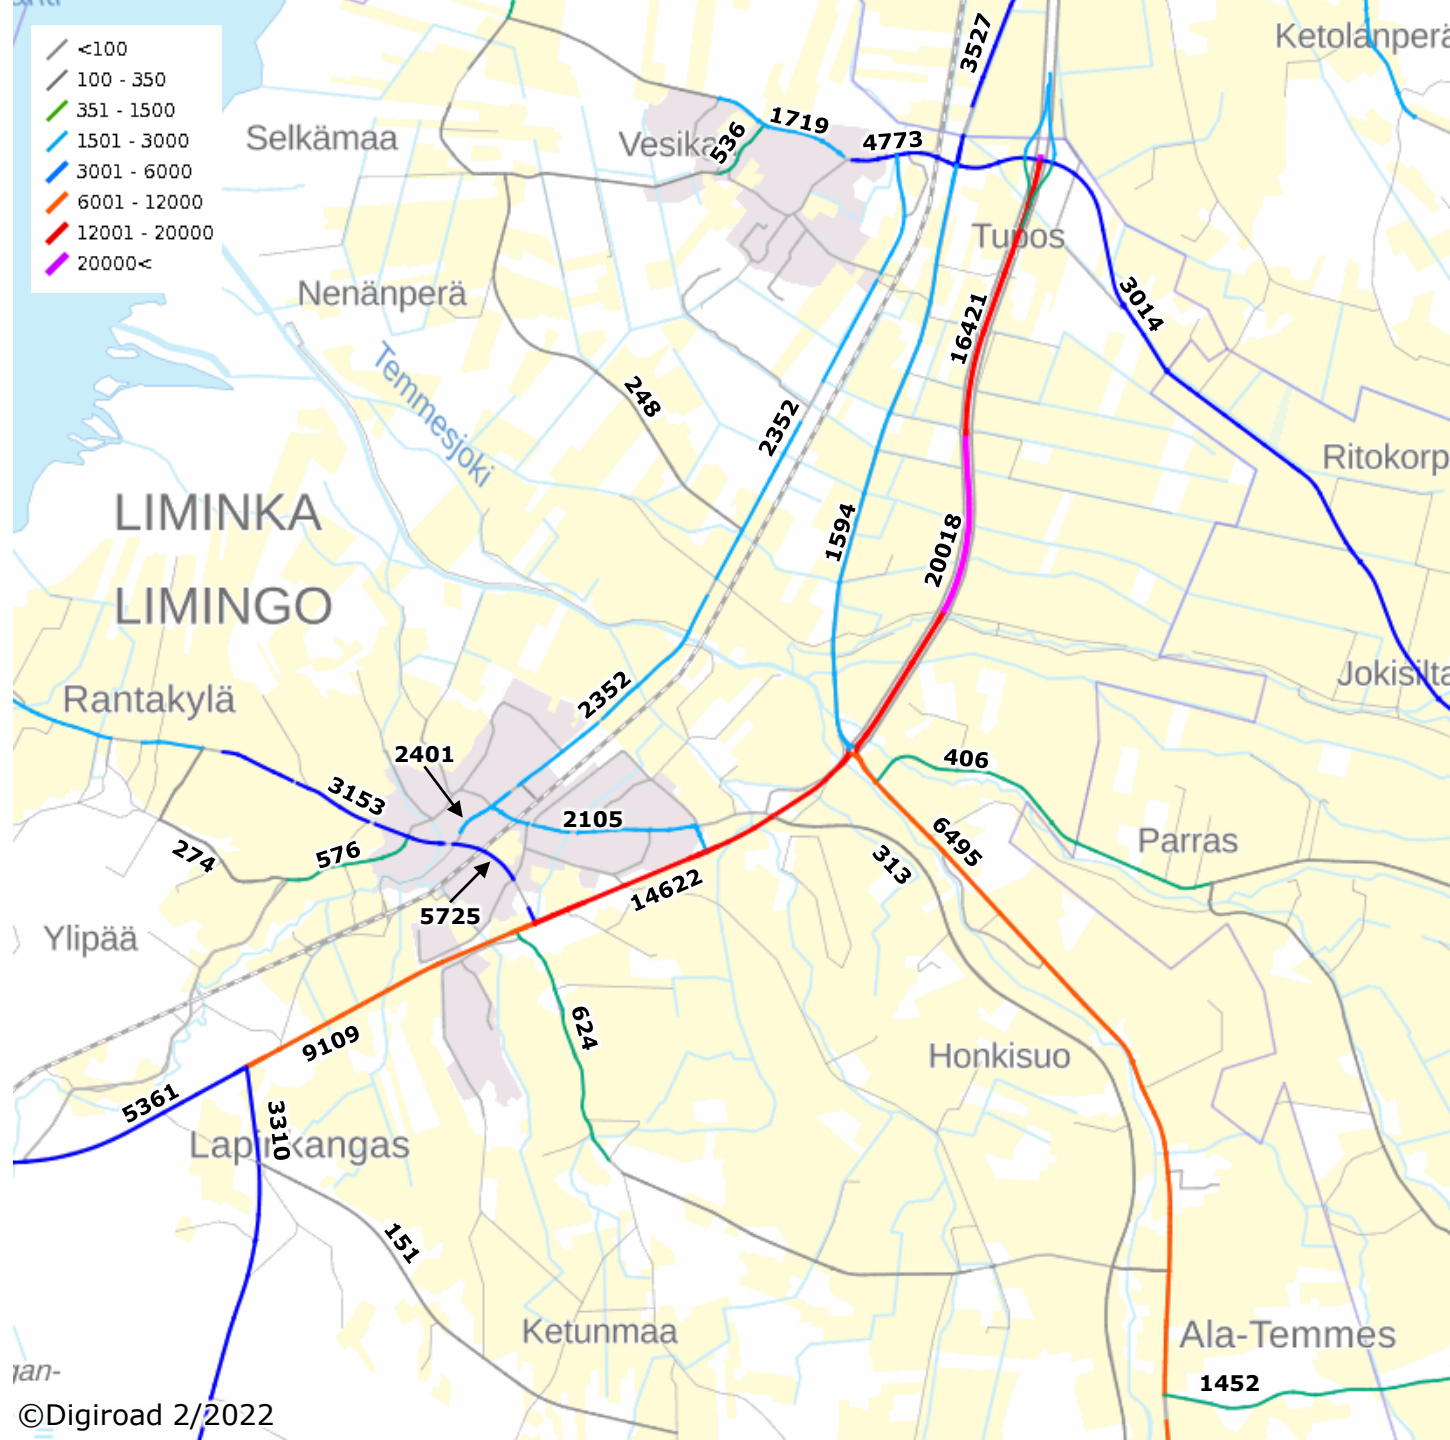 <100
100 - 350
351 - 1500
1501 - 3000
3001 - 6000
6001 - 12000
12001 - 20000
20000<
3527
Ketolanperä
Selkämaa
Vesika
536
1719
4773
Tupos
Nenänperä
16421
3014
Temmesjoki
248
2352
Ritokorp
LIMINKA
1594
20018
LIMINGO
Jokisilta
Rantakylä
2352
2401
406
3153
2105
6495
Parras
274
576
313
14622
5725
Ylipää
624
9109
Honkisuo
5361
3310
Lapinkangas
151
Ketunmaa
Ala-Temmes
gan-
1452
©Digiroad 2/2022